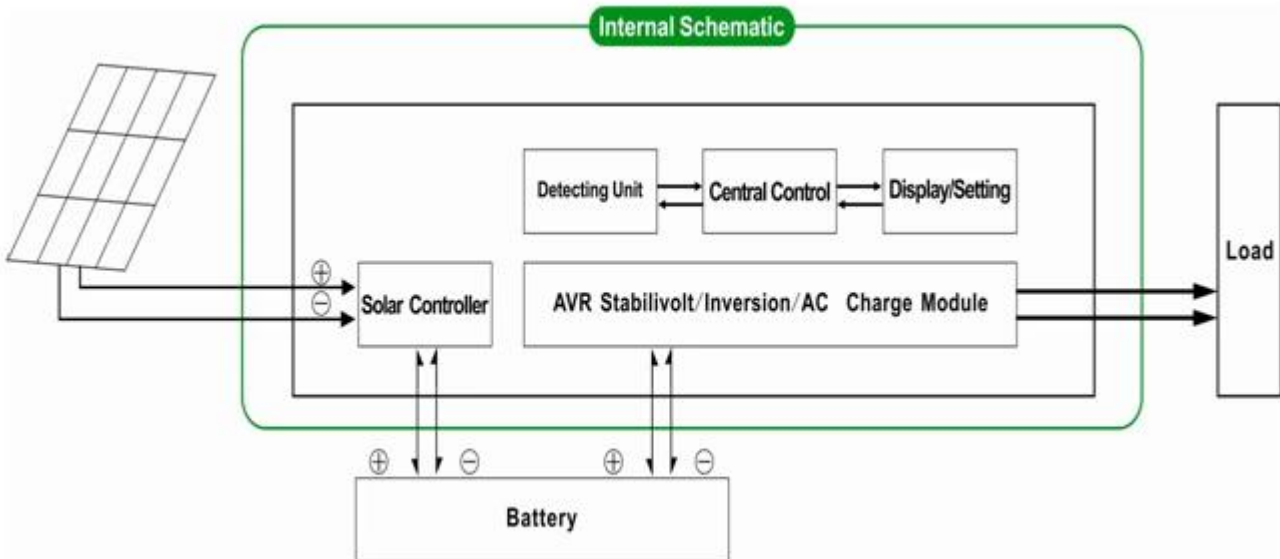 Internal Schematic
Detecting Unit
Central Control
Display/Setting
Load
+
−
Solar Controller
AVR Stabilivolt/Inversion/AC Charge Module
+ − + −
Battery